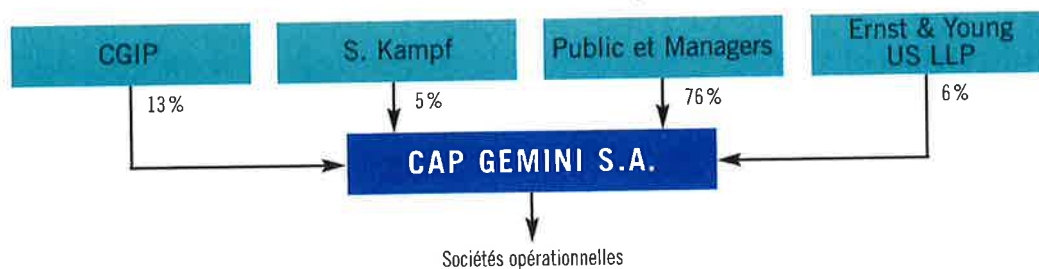 CGIP
S. Kampf
Public et Managers
Ernst & Young
US LLP
13%
5%
76%
6%
CAP GEMINI S.A.
Sociétés opérationnelles